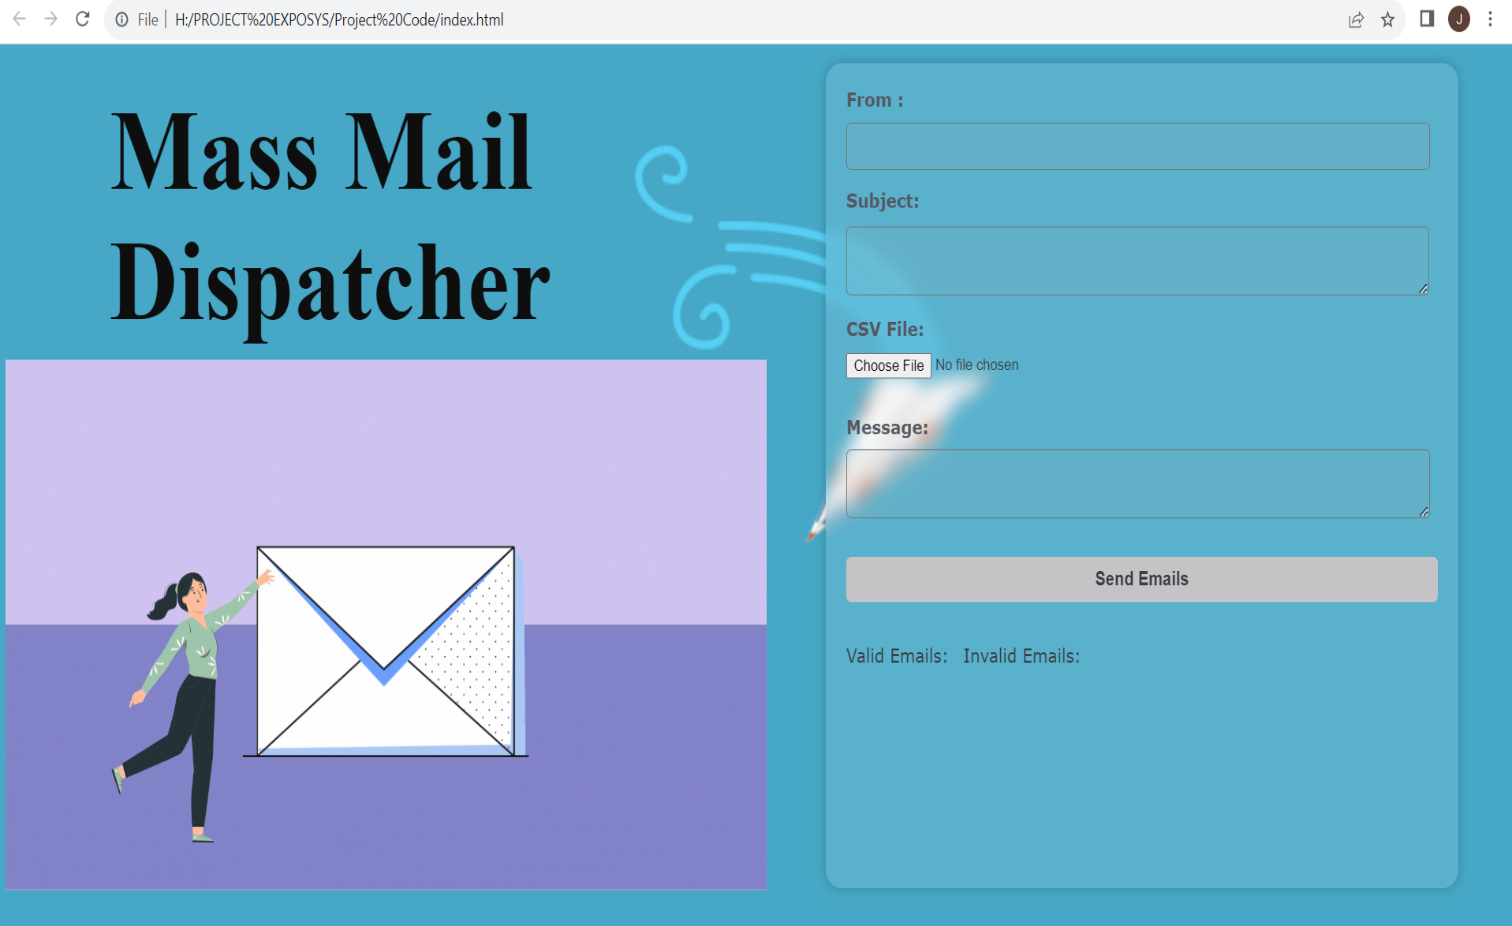 File H:/PROJECT%20EXPOSYS/Project%20Code/index.html
J
Mass Mail
Dispatcher
From :
Subject:
CSV File:
Choose File No file chosen
Message:
Send Emails
Valid Emails: Invalid Emails: